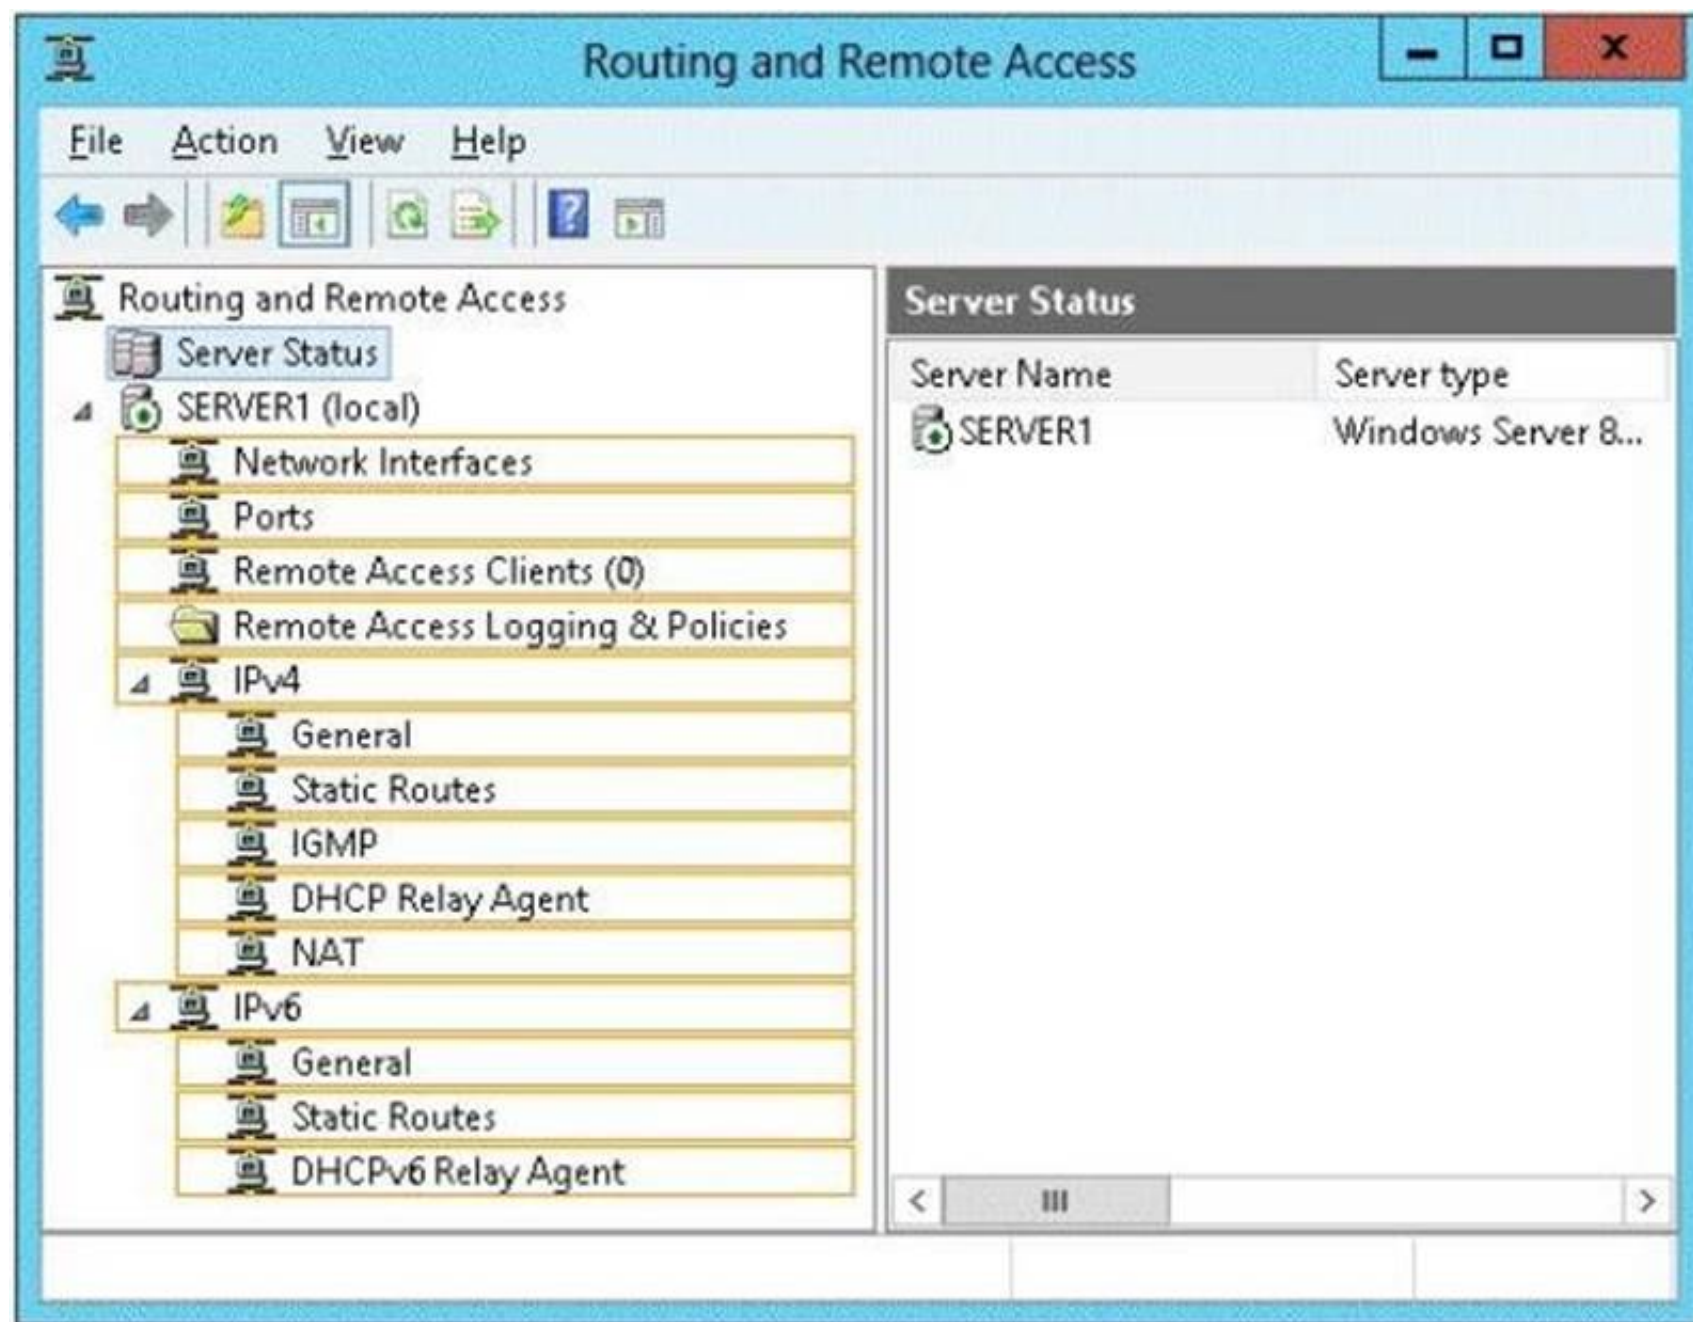 Routing and Remote Access
File Action View Help
Routing and Remote Access
Server Status
SERVER1 (local)
Network Interfaces
Ports
Remote Access Clients (0)
Remote Access Logging & Policies
IPv4
General
Static Routes
IGMP
DHCP Relay Agent
NAT
IPv6
General
Static Routes
DHCPv6 Relay Agent
Server Status
Server Name Server type
SERVER1 Windows Server 8...